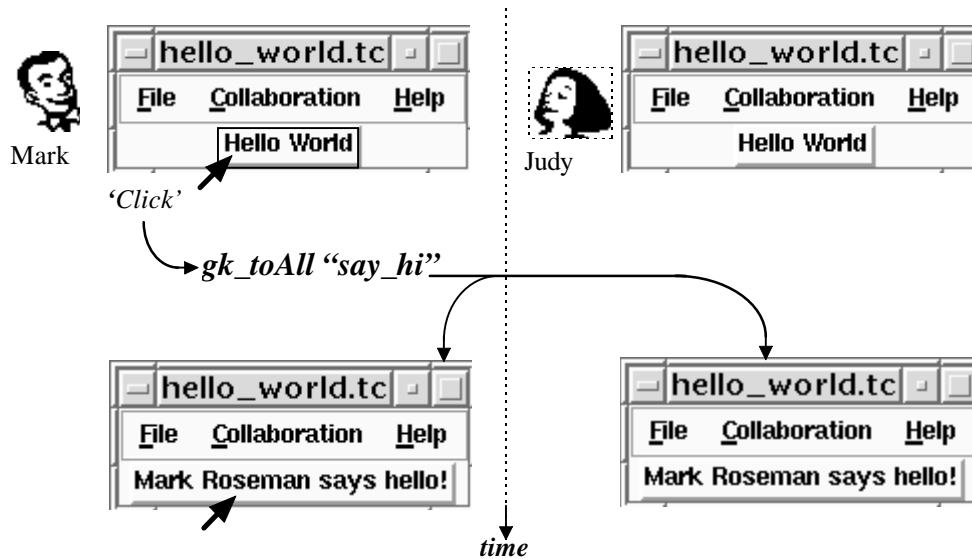 hello_world.tc
File Collaboration Help
Hello World
Mark
‘Click’
hello_world.tc
File Collaboration Help
Hello World
Judy
gk_toAll “say_hi”
hello_world.tc
File Collaboration Help
Mark Roseman says hello!
hello_world.tc
File Collaboration Help
Mark Roseman says hello!
time